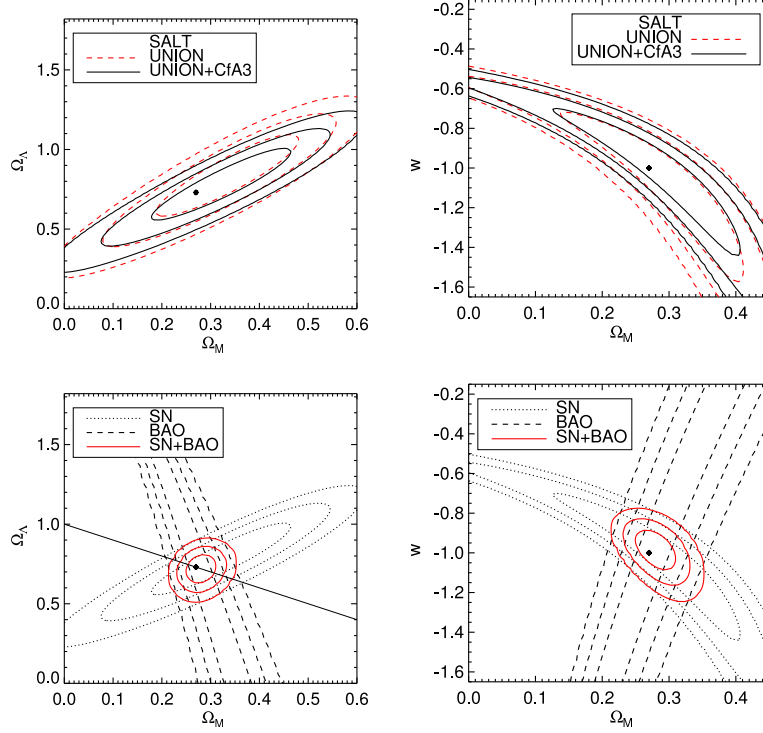 SALT
UNION
UNION+CfA3
1.5
1.0
0.5
0.0
Ω_Λ
0.0 0.1 0.2 0.3 0.4 0.5 0.6
Ω_M
SALT
UNION
UNION+CfA3
-0.2
-0.4
-0.6
-0.8
-1.0
-1.2
-1.4
-1.6
w
0.0 0.1 0.2 0.3 0.4
Ω_M
SN
BAO
SN+BAO
1.5
1.0
0.5
0.0
Ω_Λ
0.0 0.1 0.2 0.3 0.4 0.5 0.6
Ω_M
SN
BAO
SN+BAO
-0.2
-0.4
-0.6
-0.8
-1.0
-1.2
-1.4
-1.6
w
0.0 0.1 0.2 0.3 0.4
Ω_M